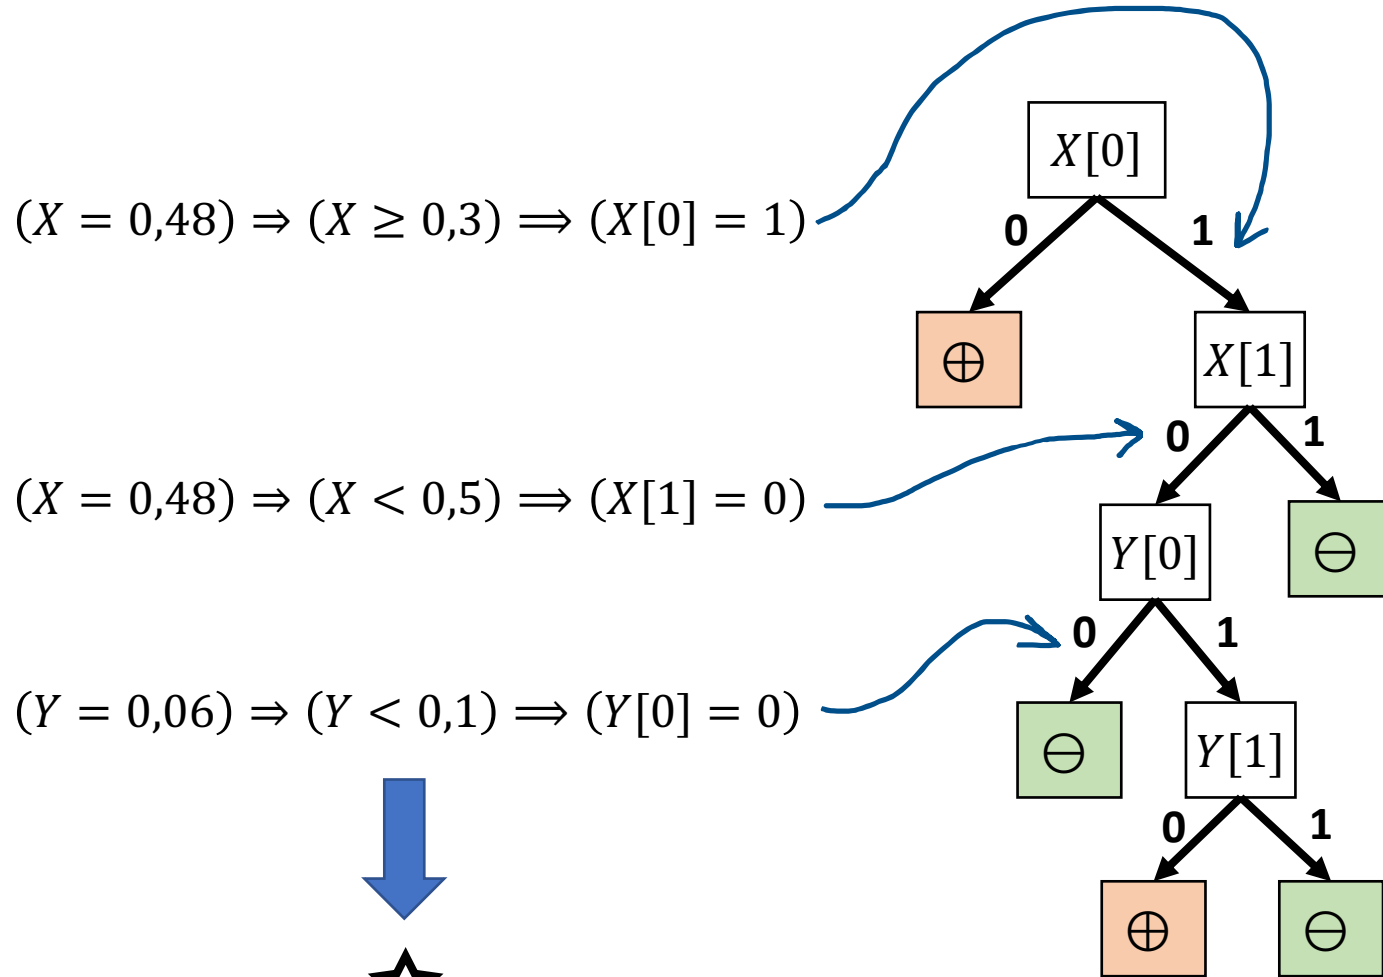 X[0]
(X = 0,48) ⇒ (X ≥ 0,3) ⟹ (X[0] = 1)
0 1
⊕ X[1]
0 1
(X = 0,48) ⇒ (X < 0,5) ⟹ (X[1] = 0)
Y[0] ⊖
0 1
(Y = 0,06) ⇒ (Y < 0,1) ⟹ (Y[0] = 0)
⊖ Y[1]
0 1
⊕ ⊖